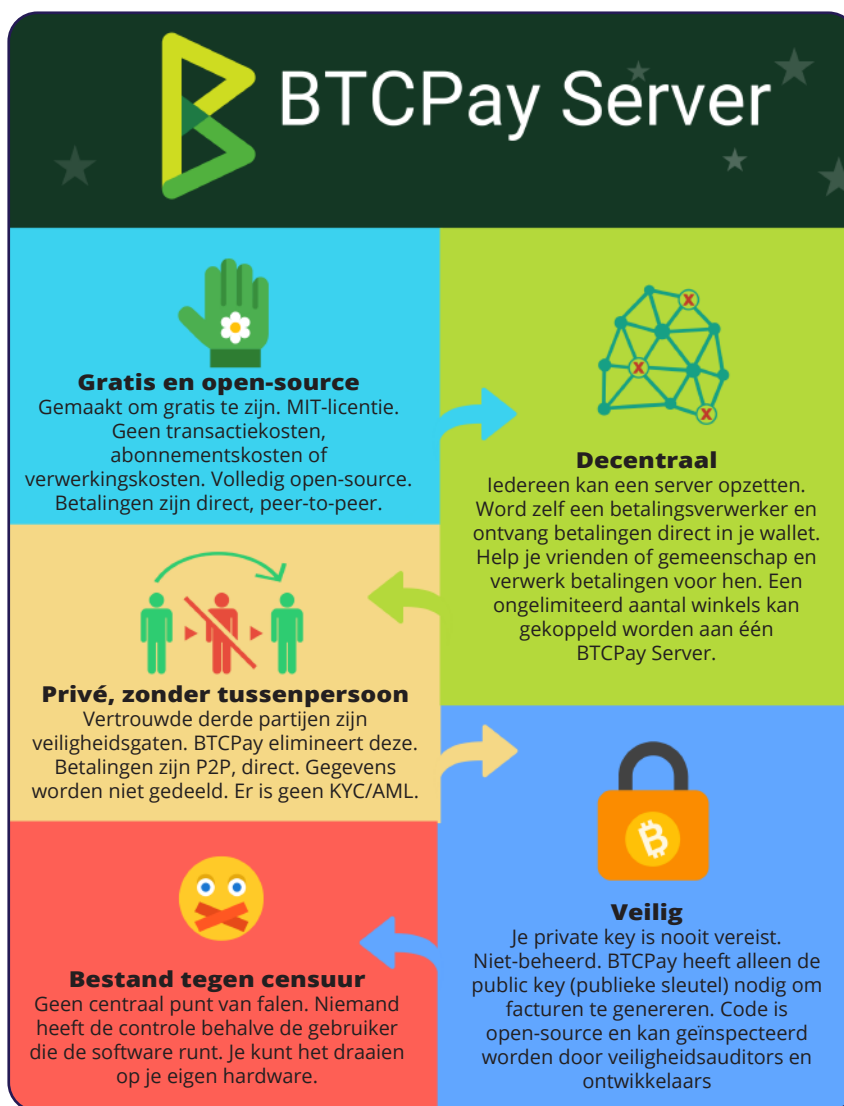 BTCPay Server
Gratis en open-source
Gemaakt om gratis te zijn. MIT-licentie.
Geen transactiekosten,
abonnementskosten of
verwerkingskosten. Volledig open-source.
Betalingen zijn direct, peer-to-peer.
X
X
X
Decentraal
Iedereen kan een server opzetten.
Word zelf een betalingsverwerker en
ontvang betalingen direct in je wallet.
Help je vrienden of gemeenschap en
verwerk betalingen voor hen. Een
ongelimiteerd aantal winkels kan
gekoppeld worden aan één
BTCPay Server.
Privé, zonder tussenpersoon
Vertrouwde derde partijen zijn
veiligheidsgaten. BTCPay elimineert deze.
Betalingen zijn P2P, direct. Gegevens
worden niet gedeeld. Er is geen KYC/AML.
Veilig
Je private key is nooit vereist.
Niet-beheerd. BTCPay heeft alleen de
public key (publieke sleutel) nodig om
facturen te genereren. Code is
open-source en kan geïnspecteerd
worden door veiligheidsauditors en
ontwikkelaars
Bestand tegen censuur
Geen centraal punt van falen. Niemand
heeft de controle behalve de gebruiker
die de software runt. Je kunt het draaien
op je eigen hardware.